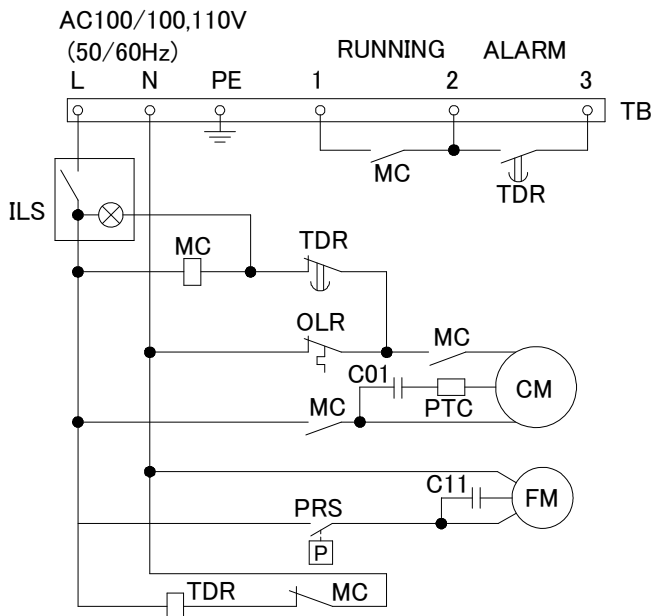 AC100/100,110V
(50/60Hz)
RUNNING ALARM
L N PE 1 2 3
TB
MC
TDR
ILS
MC TDR
OLR
MC
C01
PTC
CM
MC
C11
FM
PRS
P
TDR MC